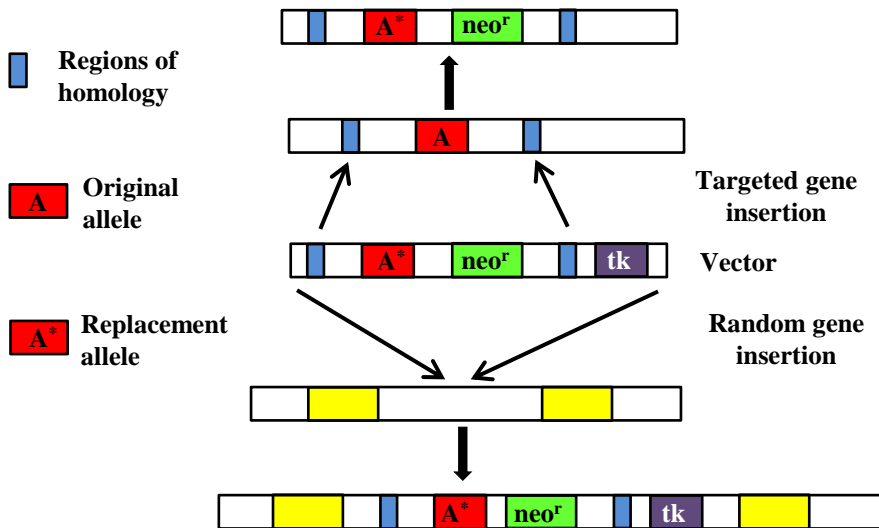 A* neoʳ
Regions of
homology
A
Original
allele
A
Targeted gene
insertion
A* neoʳ tk
Vector
Replacement
allele
A*
Random gene
insertion
A* neoʳ tk